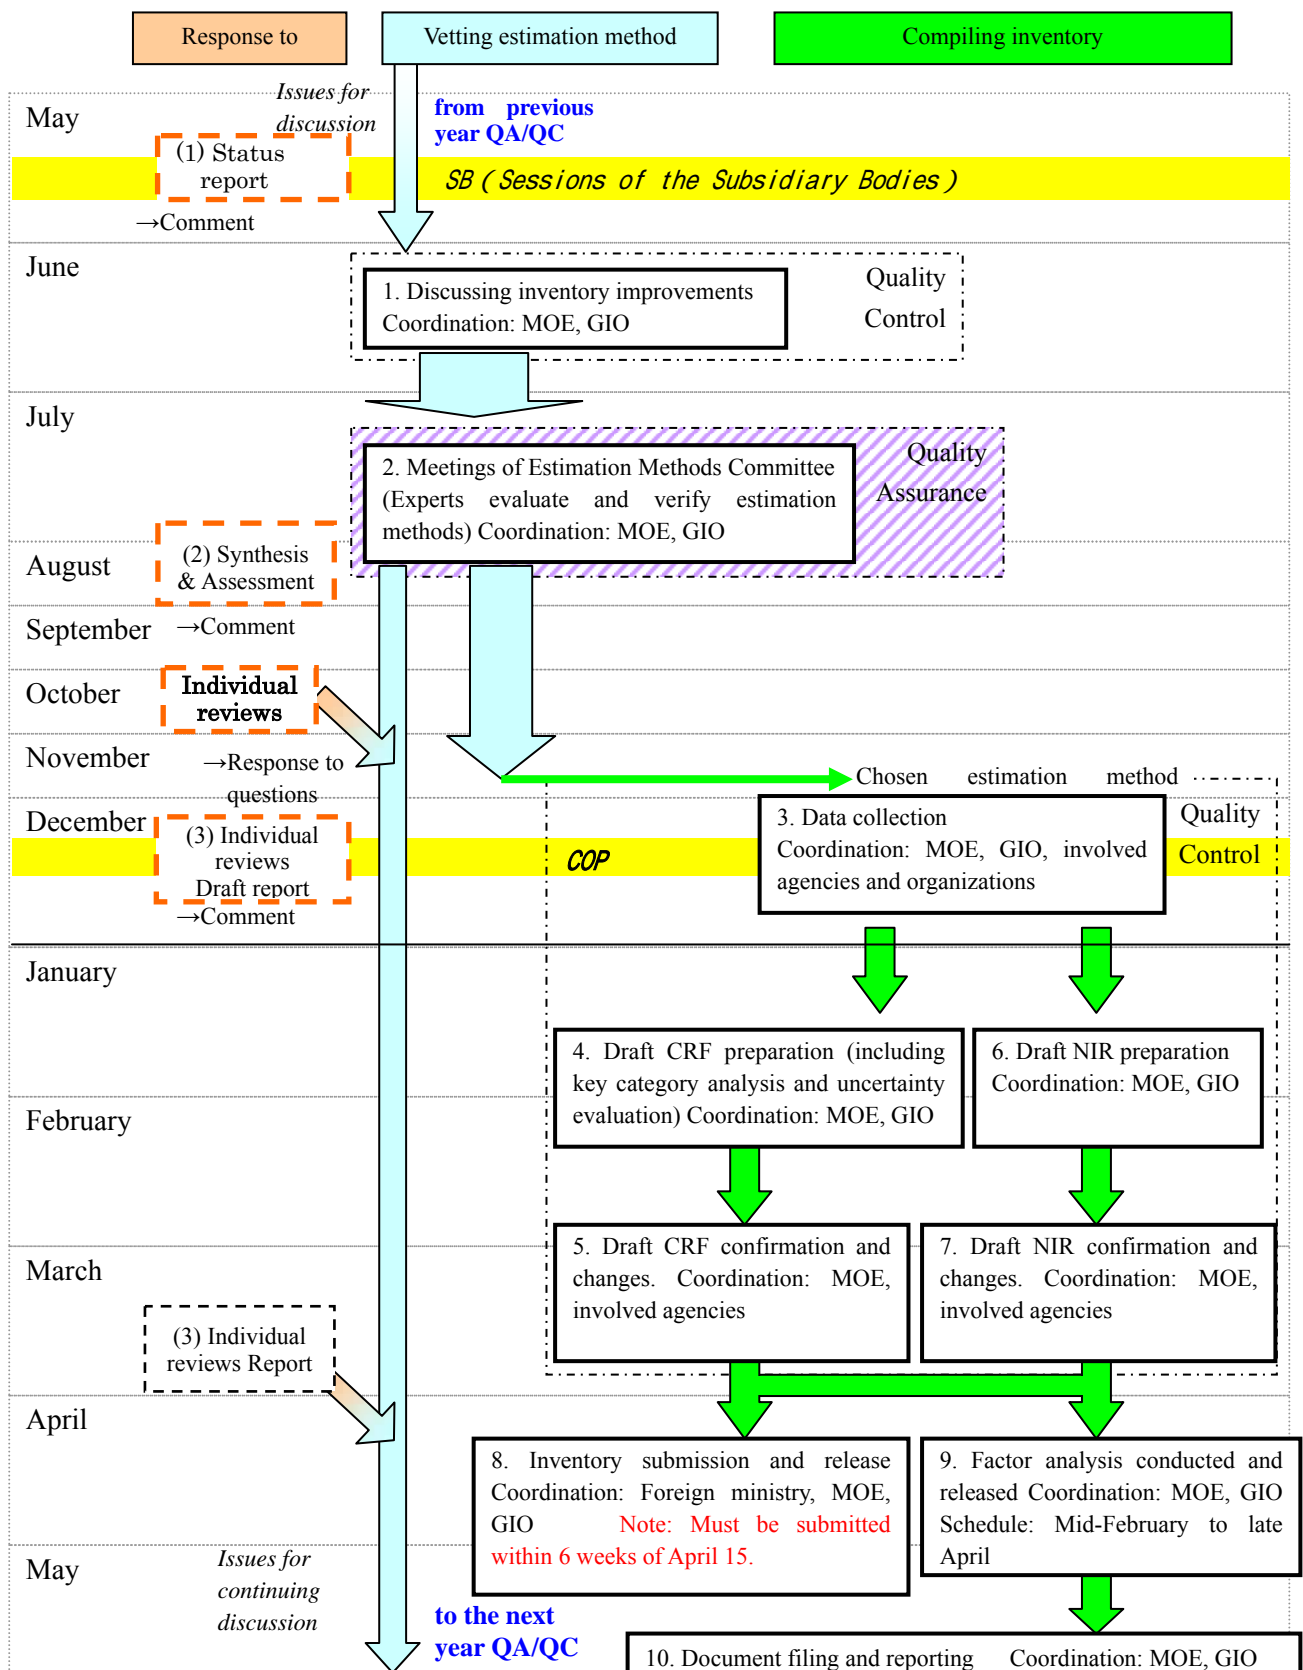 Response to
Vetting estimation method
Compiling inventory
May
Issues for
discussion
from previous
year QA/QC
(1) Status
report
SB ( Sessions of the Subsidiary Bodies )
→Comment
June
1. Discussing inventory improvements
Coordination: MOE, GIO
Quality
Control
July
2. Meetings of Estimation Methods Committee
(Experts evaluate and verify estimation
methods) Coordination: MOE, GIO
Quality
Assurance
August
(2) Synthesis
& Assessment
September
→Comment
October
Individual
reviews
November
→Response to
questions
Chosen estimation method
December
(3) Individual
reviews
Draft report
→Comment
COP
3. Data collection
Coordination: MOE, GIO, involved
agencies and organizations
Quality
Control
January
4. Draft CRF preparation (including
key category analysis and uncertainty
evaluation) Coordination: MOE, GIO
6. Draft NIR preparation
Coordination: MOE, GIO
February
5. Draft CRF confirmation and
changes. Coordination: MOE,
involved agencies
7. Draft NIR confirmation and
changes. Coordination: MOE,
involved agencies
March
(3) Individual
reviews Report
April
8. Inventory submission and release
Coordination: Foreign ministry, MOE,
GIO Note: Must be submitted
within 6 weeks of April 15.
9. Factor analysis conducted and
released Coordination: MOE, GIO
Schedule: Mid-February to late
April
May
Issues for
continuing
discussion
to the next
year QA/QC
10. Document filing and reporting Coordination: MOE, GIO